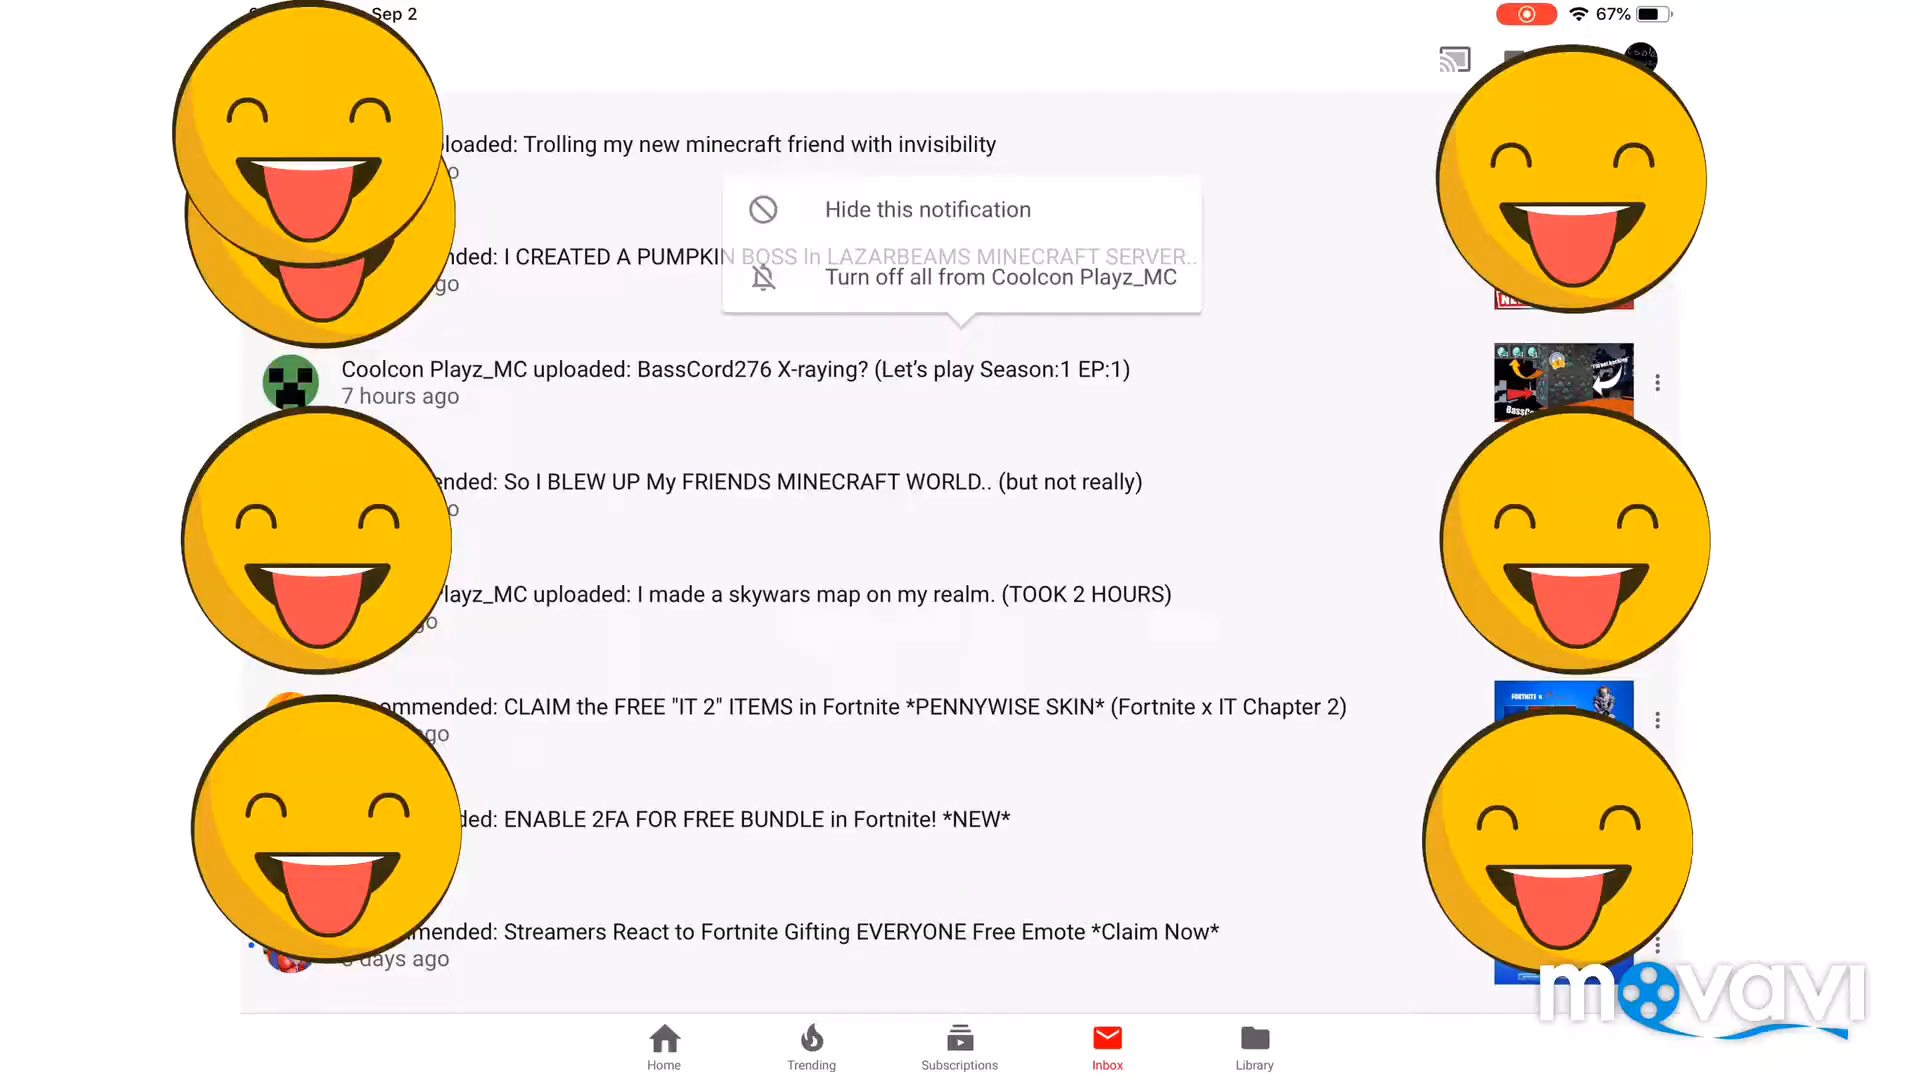 Sep 2
67%
loaded: Trolling my new minecraft friend with invisibility
Hide this notification
nded: I CREATED A PUMPKIN BOSS In LAZARBEAMS MINECRAFT SERVER..
go
Turn off all from Coolcon Playz_MC
Coolcon Playz_MC uploaded: BassCord276 X-raying? (Let’s play Season:1 EP:1)
7 hours ago
ended: So I BLEW UP My FRIENDS MINECRAFT WORLD.. (but not really)
layz_MC uploaded: I made a skywars map on my realm. (TOOK 2 HOURS)
go
ommended: CLAIM the FREE "IT 2" ITEMS in Fortnite *PENNYWISE SKIN* (Fortnite x IT Chapter 2)
FORTNITE x
go
ded: ENABLE 2FA FOR FREE BUNDLE in Fortnite! *NEW*
mended: Streamers React to Fortnite Gifting EVERYONE Free Emote *Claim Now*
days ago
movavi
Home
Trending
Subscriptions
Inbox
Library